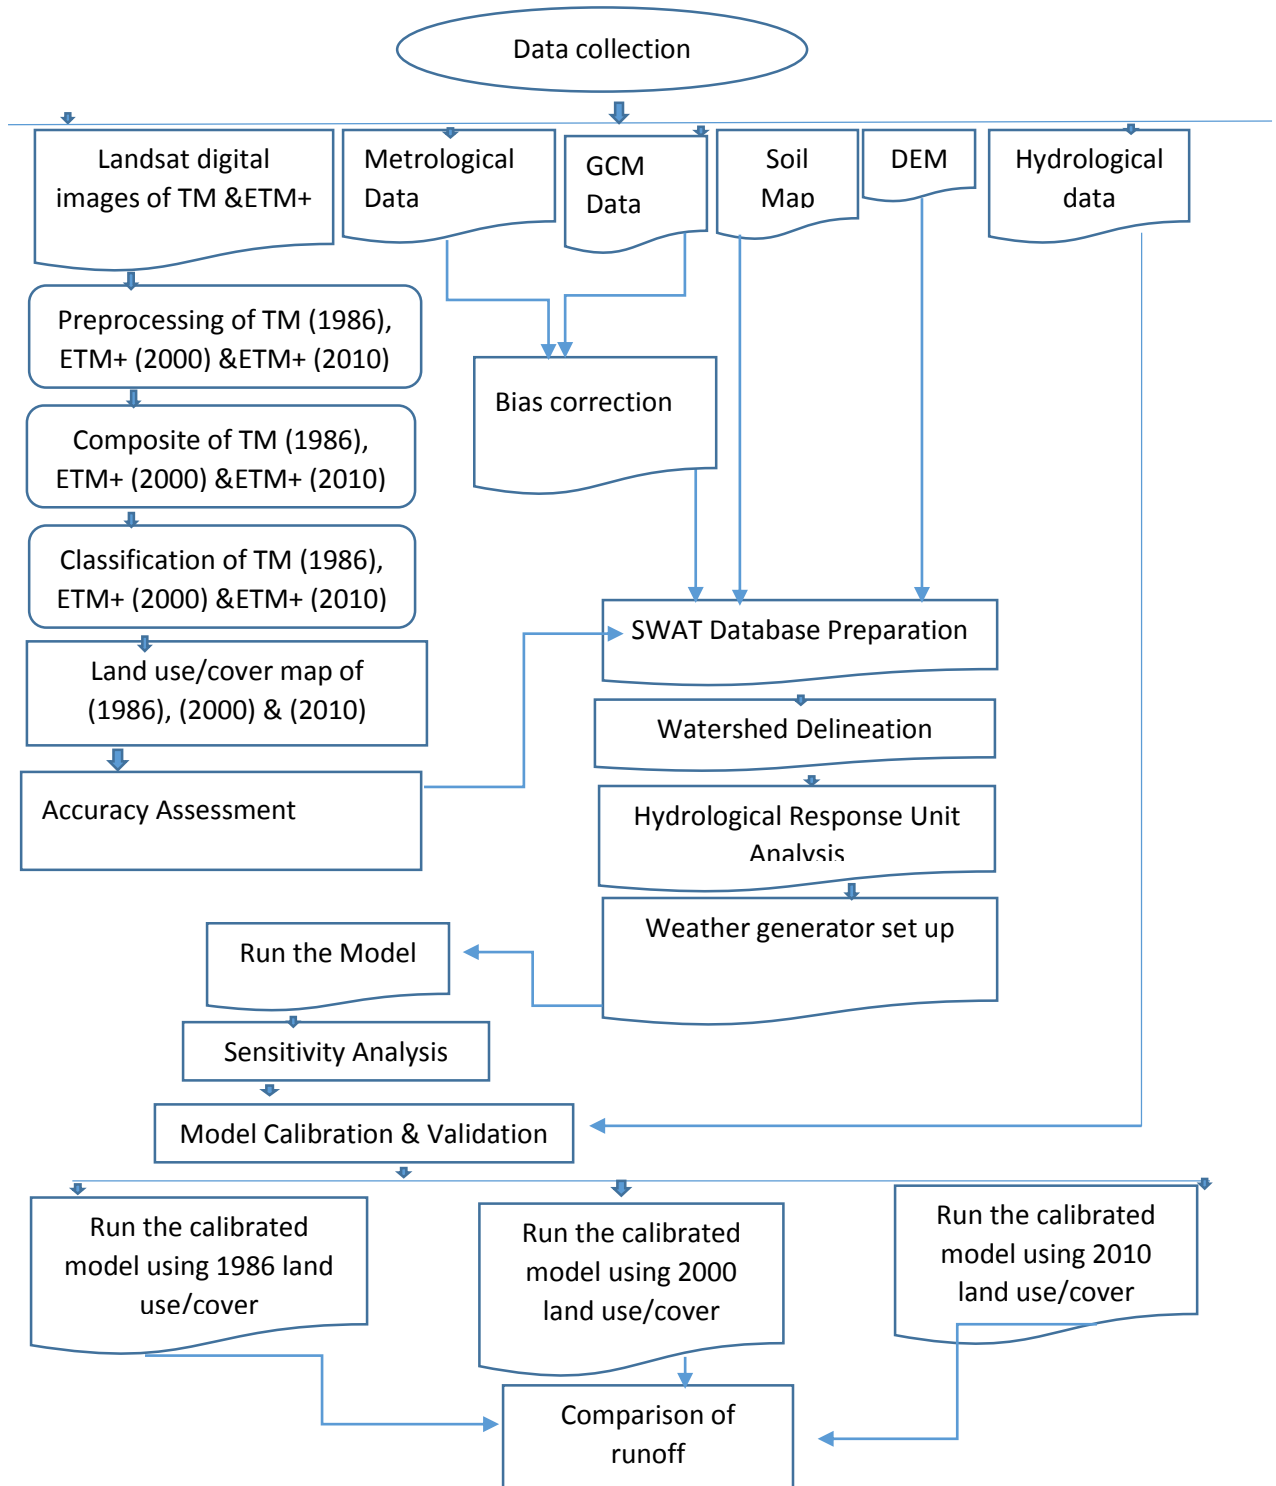 Data collection
Landsat digital
images of TM &ETM+
Metrological
Data
GCM
Data
Soil
Map
DEM
Hydrological
data
Preprocessing of TM (1986),
ETM+ (2000) &ETM+ (2010)
Composite of TM (1986),
ETM+ (2000) &ETM+ (2010)
Classification of TM (1986),
ETM+ (2000) &ETM+ (2010)
Land use/cover map of
(1986), (2000) & (2010)
Accuracy Assessment
Bias correction
SWAT Database Preparation
Watershed Delineation
Hydrological Response Unit
Analysis
Weather generator set up
Run the Model
Sensitivity Analysis
Model Calibration & Validation
Run the calibrated
model using 1986 land
use/cover
Run the calibrated
model using 2000
land use/cover
Run the calibrated
model using 2010
land use/cover
Comparison of
runoff